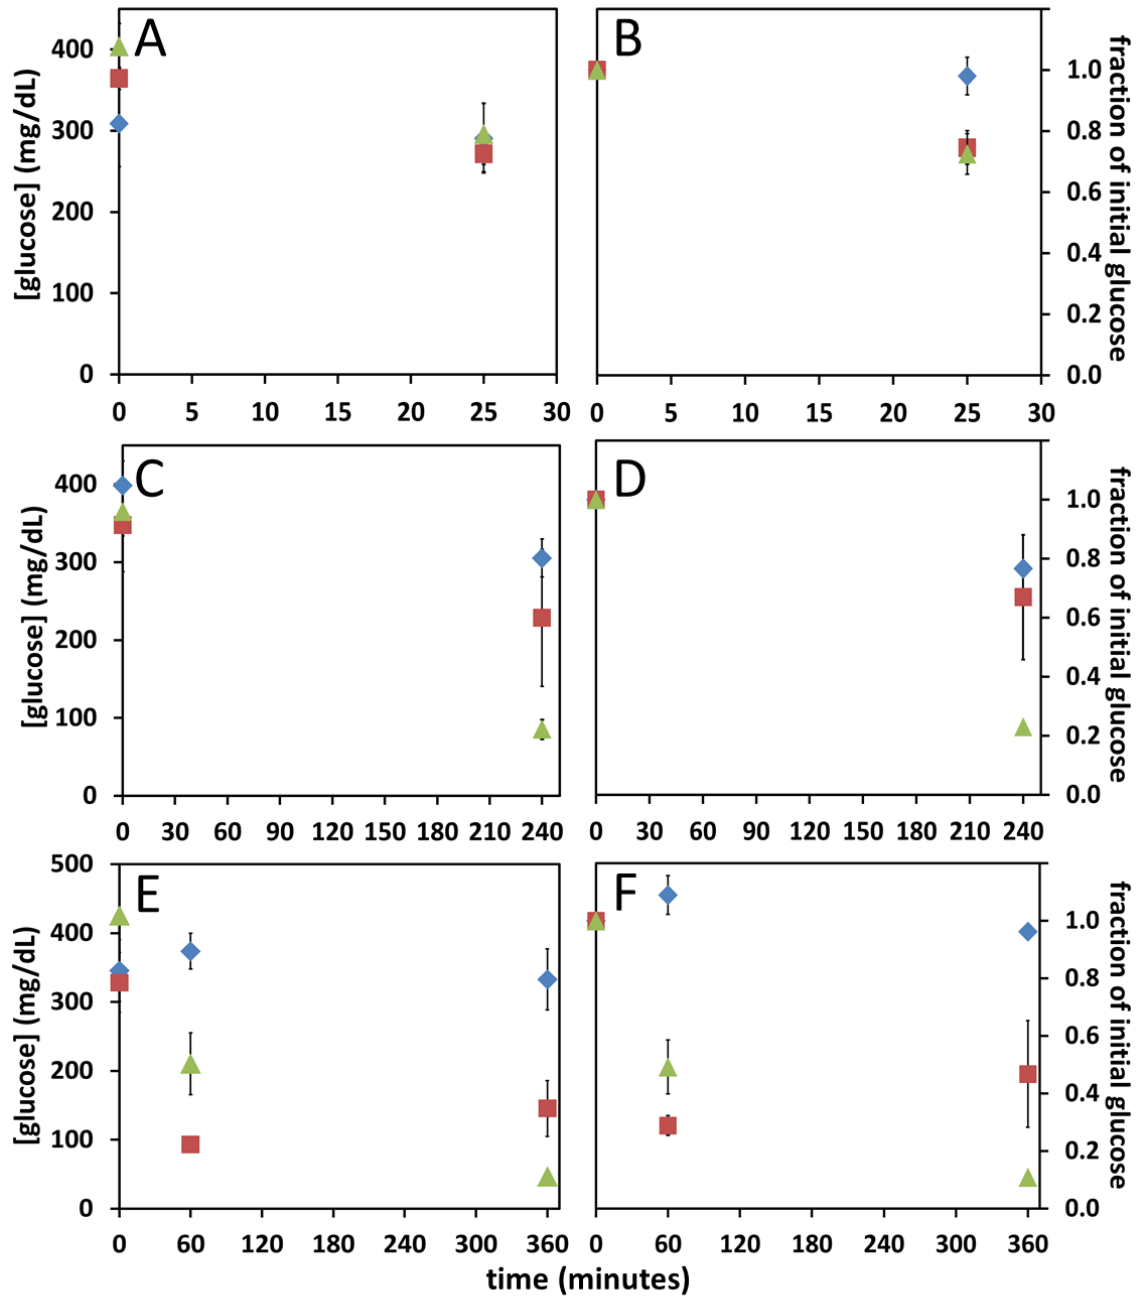 A
B
[glucose] (mg/dL)
400
300
200
100
0
0 5 10 15 20 25 30
0 5 10 15 20 25 30
1.0
0.8
0.6
0.4
0.2
0.0
fraction of initial glucose
C
D
[glucose] (mg/dL)
400
300
200
100
0
0 30 60 90 120 150 180 210 240
0 30 60 90 120 150 180 210 240
1.0
0.8
0.6
0.4
0.2
0.0
fraction of initial glucose
E
F
[glucose] (mg/dL)
500
400
300
200
100
0
0 60 120 180 240 300 360
0 60 120 180 240 300 360
1.0
0.8
0.6
0.4
0.2
0.0
fraction of initial glucose
time (minutes)